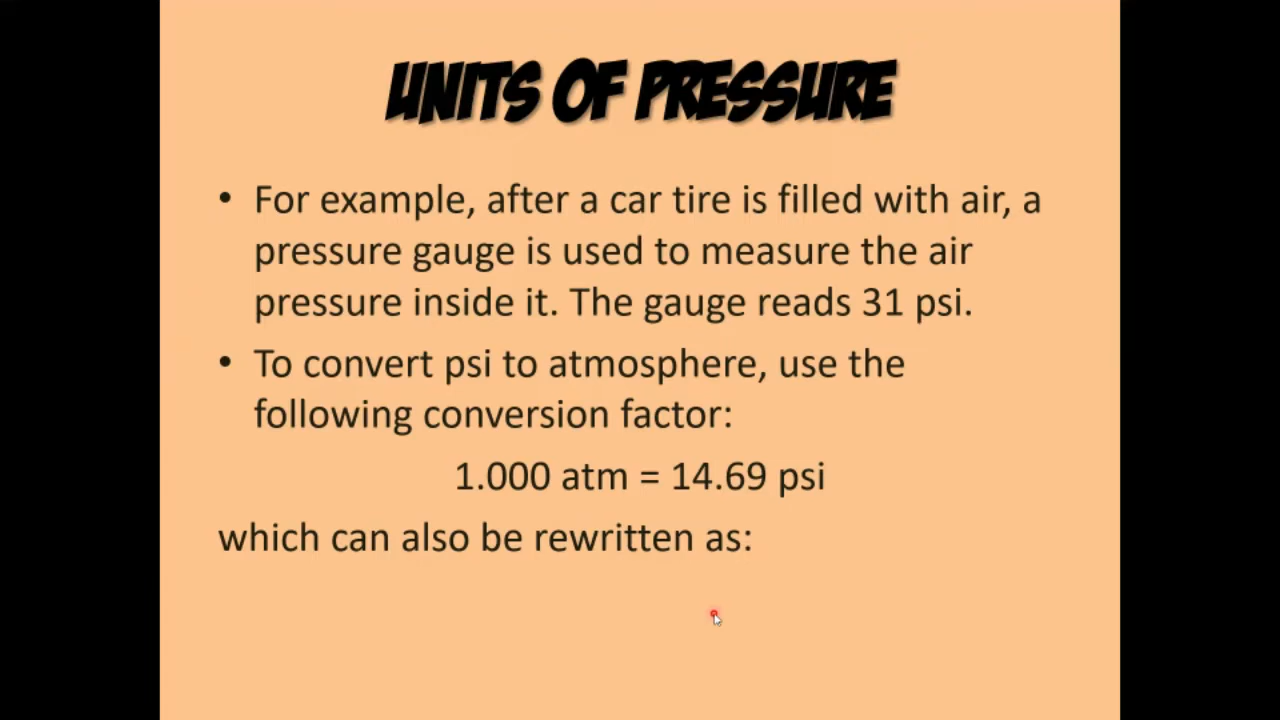 UNITS OF PRESSURE
• For example, after a car tire is filled with air, a
pressure gauge is used to measure the air
pressure inside it. The gauge reads 31 psi.
• To convert psi to atmosphere, use the
following conversion factor:
1.000 atm = 14.69 psi
which can also be rewritten as: